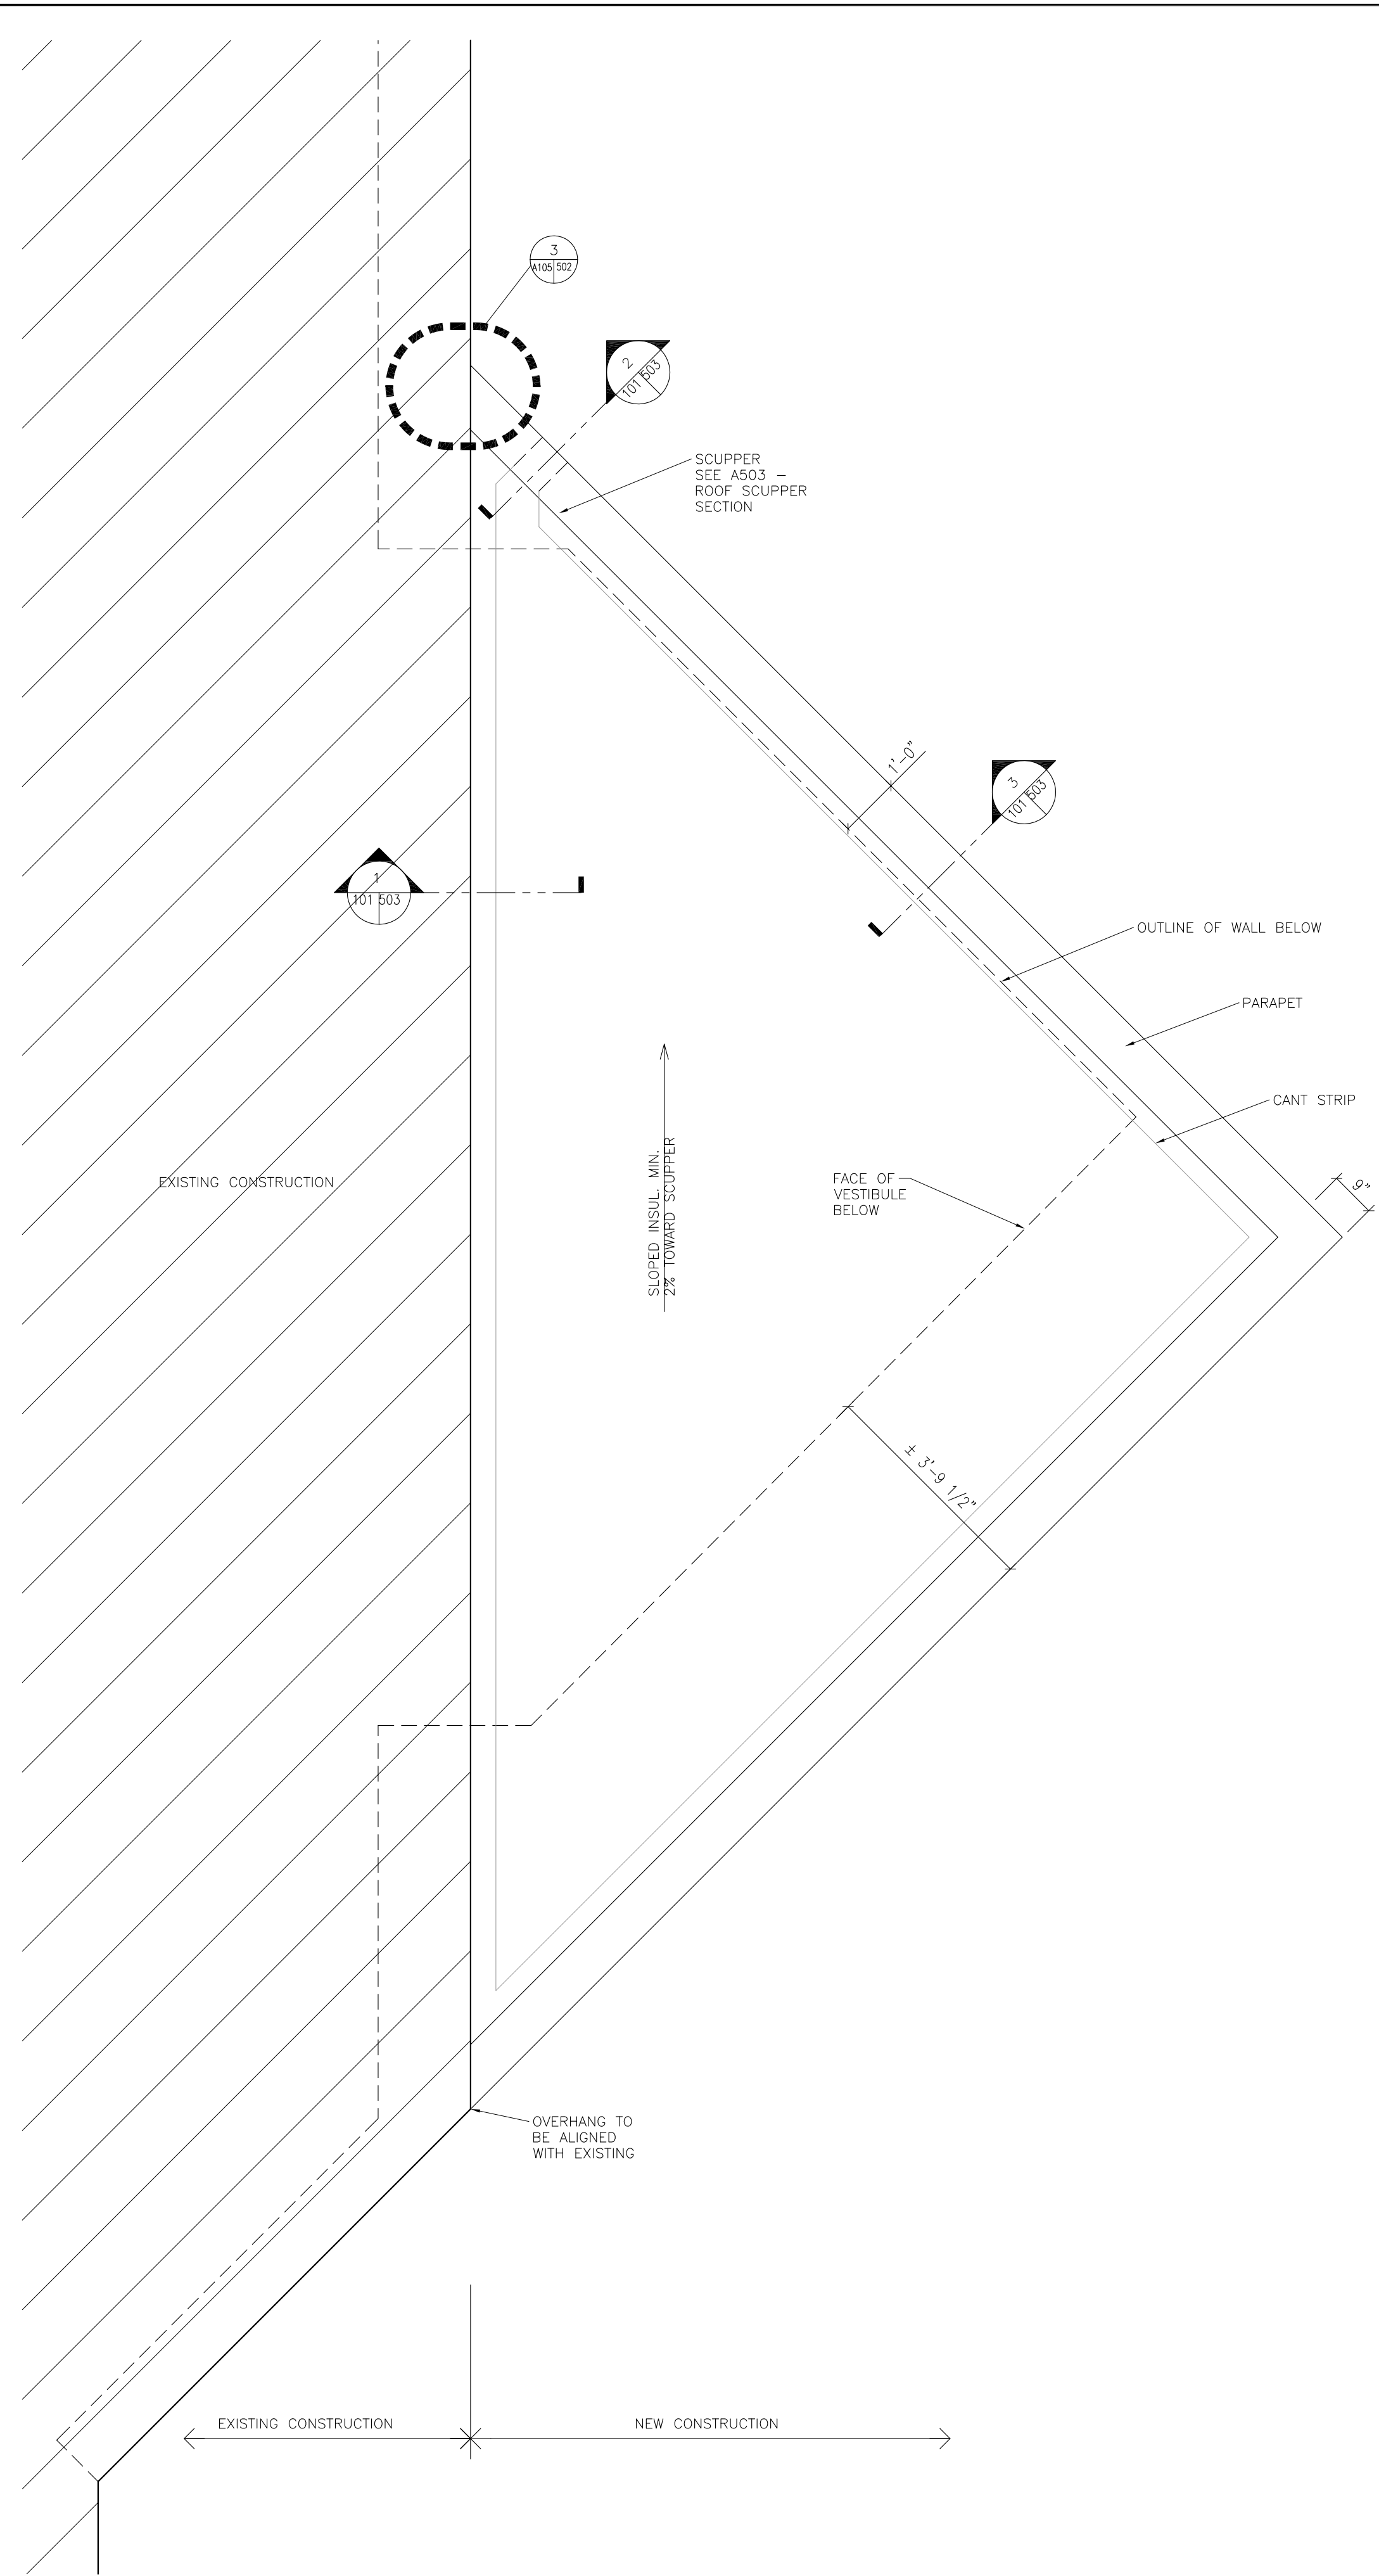 3
A105 502
2
101 503
SCUPPER
SEE A503 –
ROOF SCUPPER
SECTION
1'-0"
3
101 503
1
101 503
OUTLINE OF WALL BELOW
PARAPET
CANT STRIP
9"
EXISTING CONSTRUCTION
SLOPED INSUL. MIN.
2% TOWARD SCUPPER
FACE OF
VESTIBULE
BELOW
± 3'-9 1/2"
OVERHANG TO
BE ALIGNED
WITH EXISTING
EXISTING CONSTRUCTION
NEW CONSTRUCTION